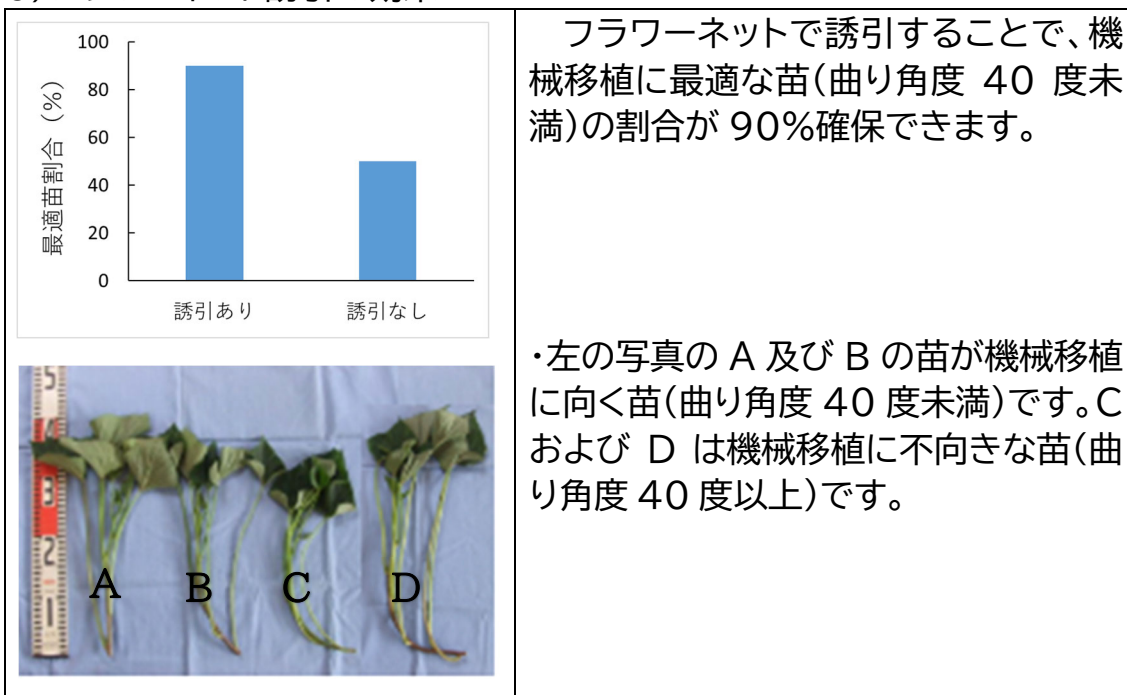 100
80
60
40
20
0
最適苗割合（%）
誘引あり
誘引なし
フラワーネットで誘引することで、機
械移植に最適な苗(曲り角度 40 度未
満)の割合が 90%確保できます。
5
3
2
1
A
B
C
D
・左の写真の A 及び B の苗が機械移植
に向く苗(曲り角度 40 度未満)です。C
および D は機械移植に不向きな苗(曲
り角度 40 度以上)です。